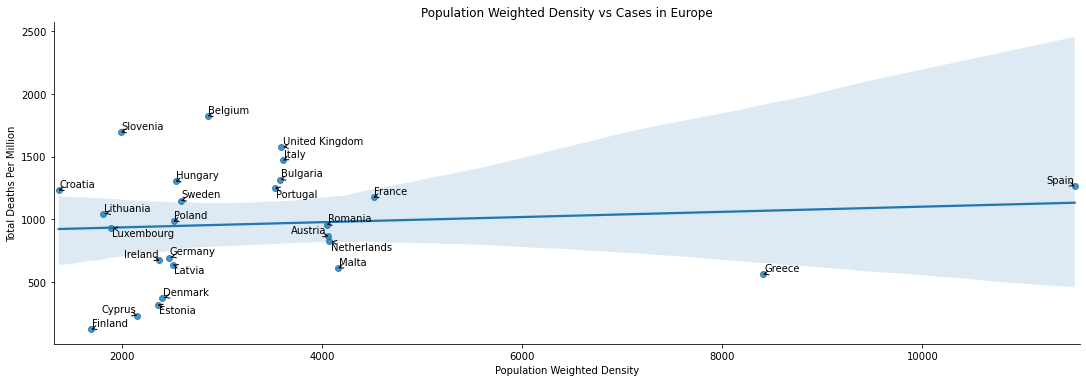 Population Weighted Density vs Cases in Europe
2500
2000
1500
1000
500
Total Deaths Per Million
Belgium
Slovenia
United Kingdom
Italy
Hungary
Bulgaria
Croatia
Sweden
Portugal
France
Spain
Lithuania
Poland
Romania
Luxembourg
Austria
Netherlands
Ireland
Germany
Latvia
Malta
Greece
Denmark
Cyprus
Estonia
Finland
2000
4000
6000
8000
10000
Population Weighted Density